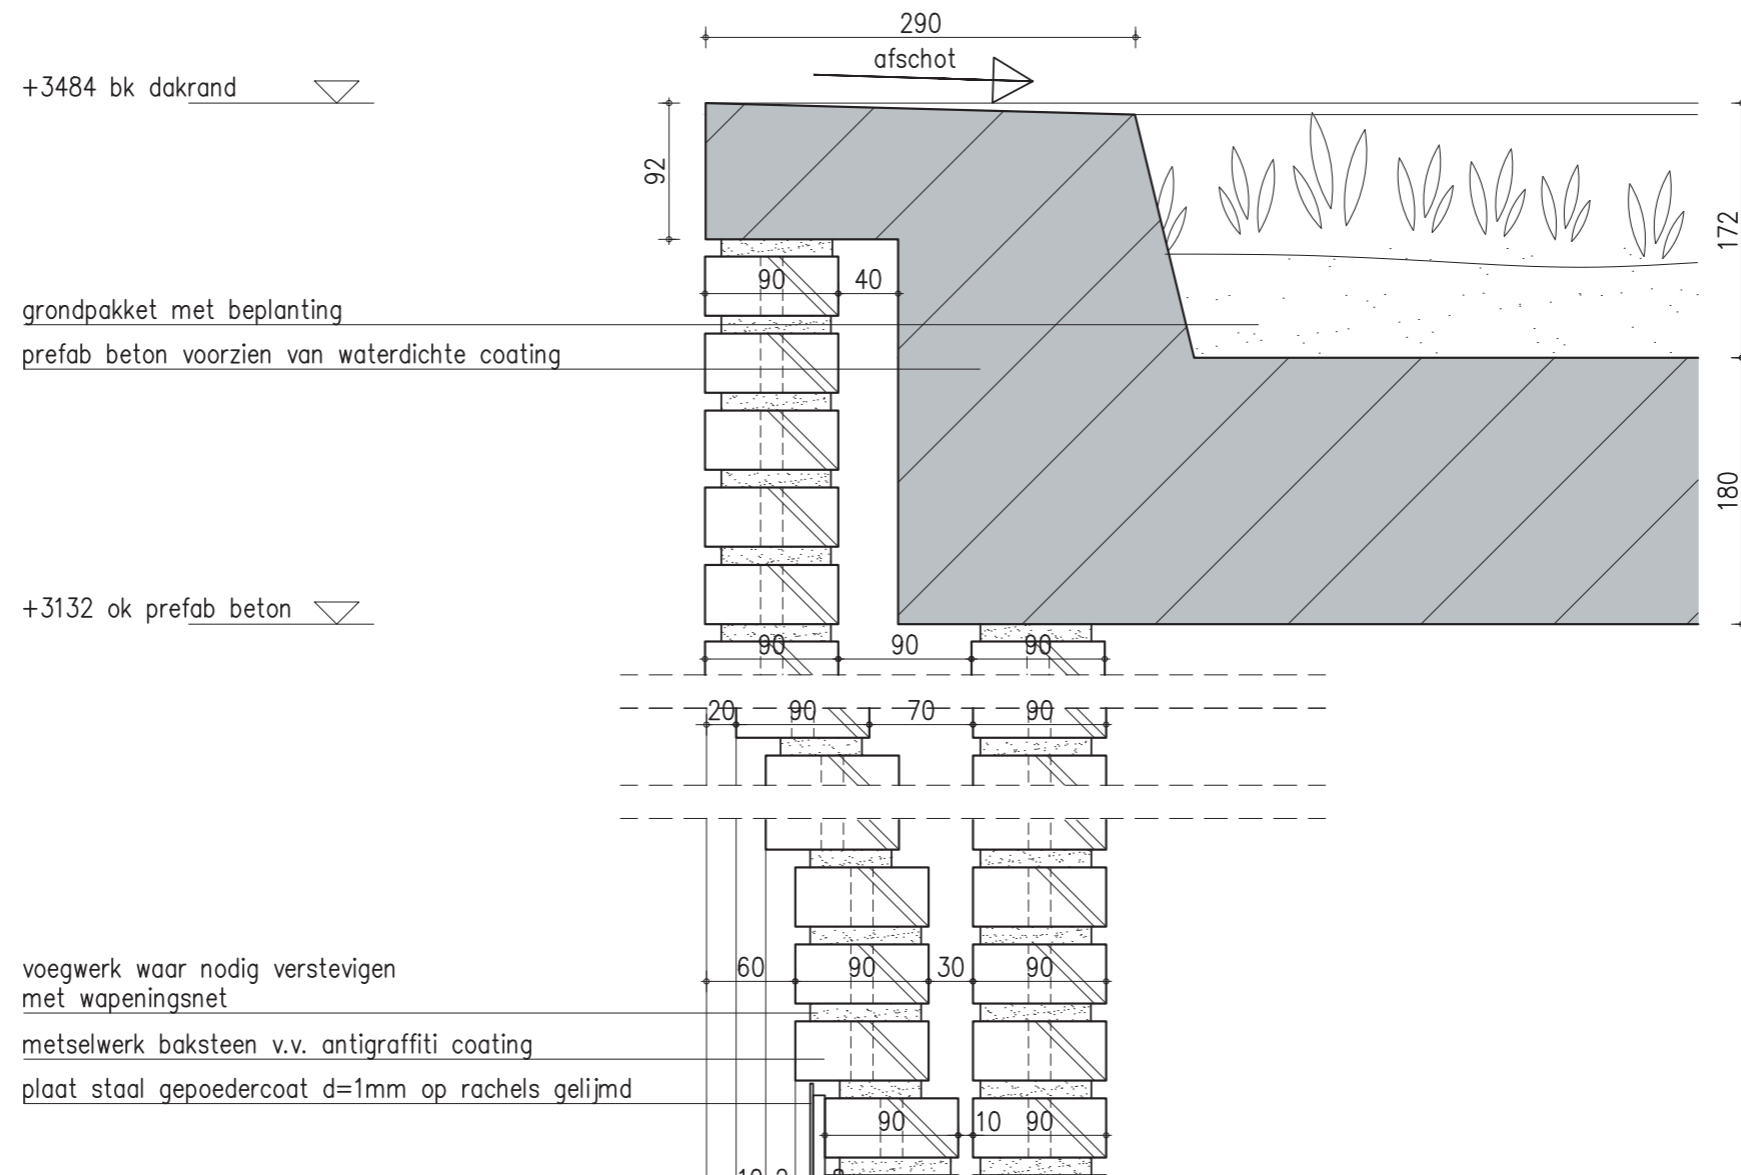 290
afschot
+3484 bk dakrand
92
172
90 40
grondpakket met beplanting
prefab beton voorzien van waterdichte coating
180
+3132 ok prefab beton
90 90 90
20 90 70 90
voegwerk waar nodig verstevigen
met wapeningsnet
60 90 30 90
metselwerk baksteen v.v. antigraffiti coating
plaat staal gepoedercoat d=1mm op rachels gelijmd
90 10 90